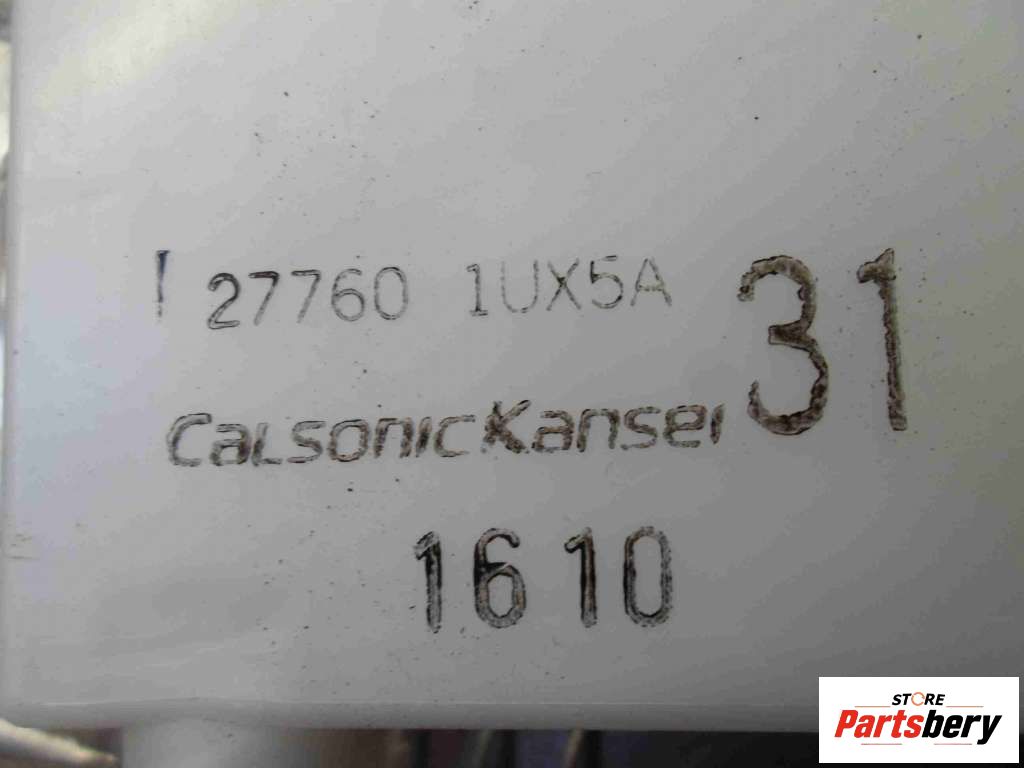 27760 1UX5A 31
CalsonicKansei
1610
STORE
Partsbery